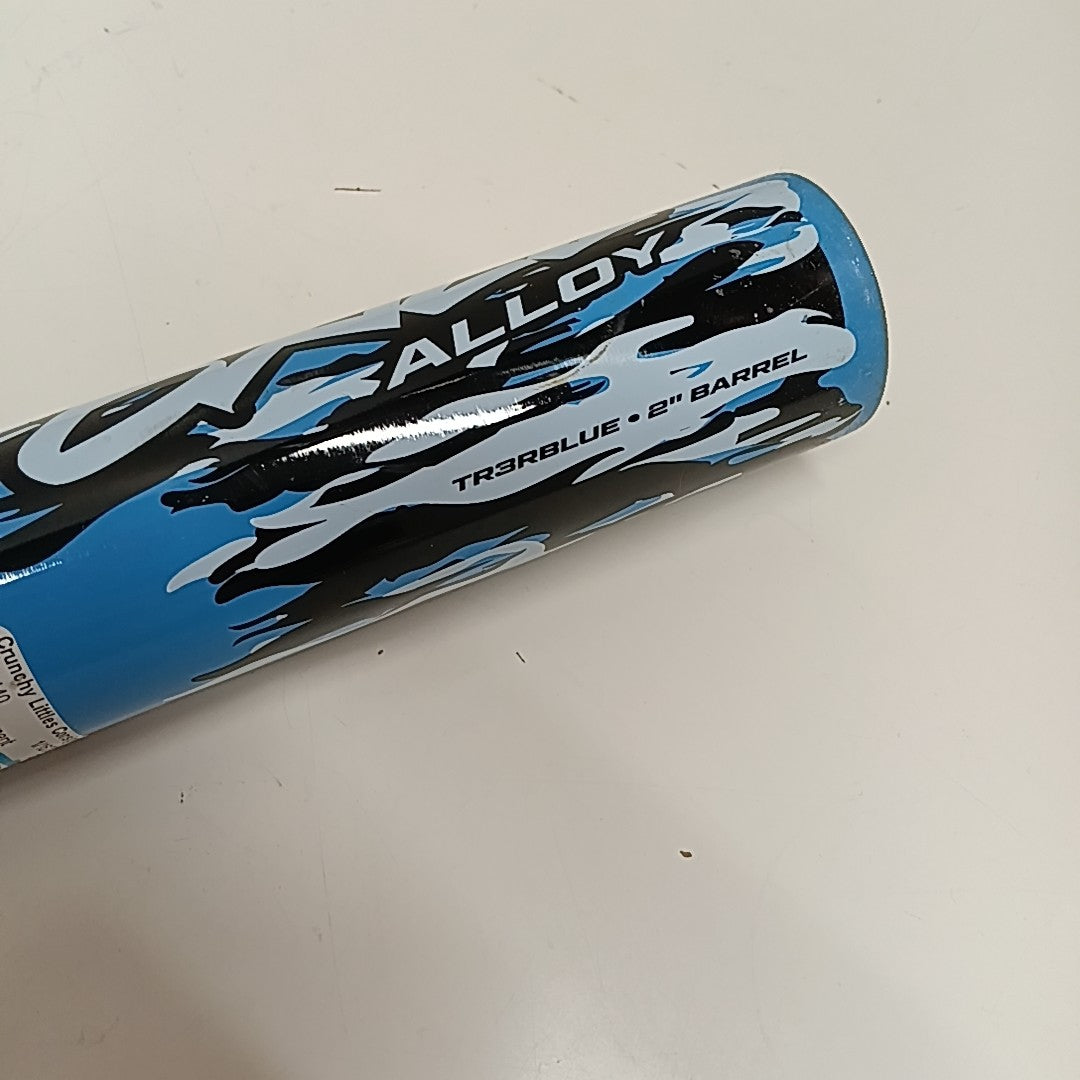 ALLOY
TR3RBLUE • 2" BARREL
Crunchy Littles